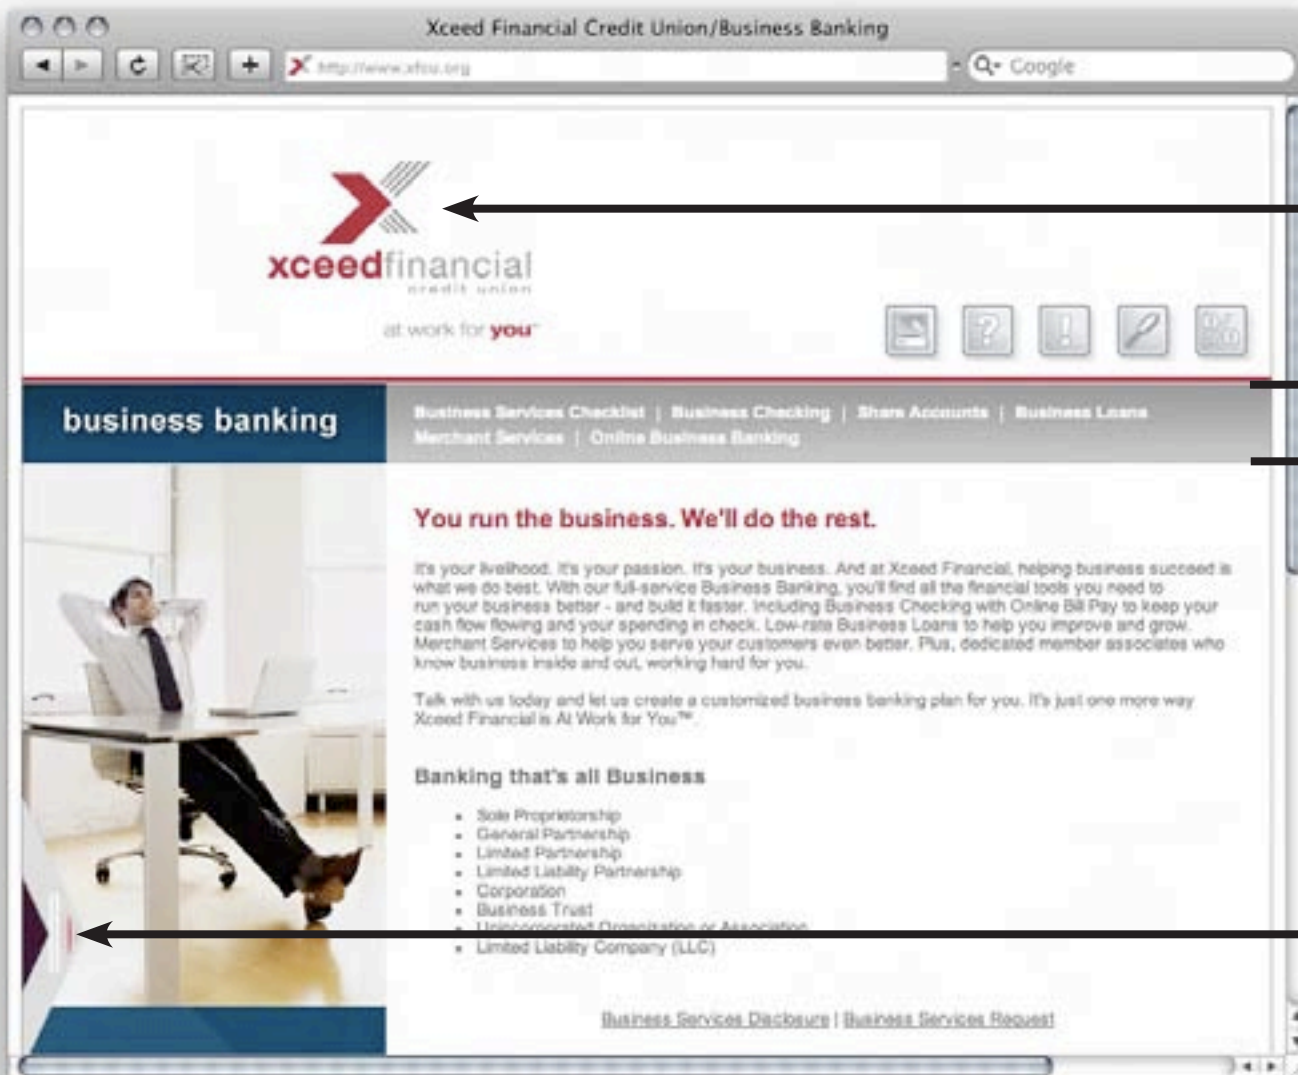 Xceed Financial Credit Union/Business Banking
http://www.xfcu.org
Google
xceedfinancial
credit union
at work for you
business banking
Business Services Checklist | Business Checking | Share Accounts | Business Loans
Merchant Services | Online Business Banking
You run the business. We'll do the rest.
It's your livelihood. It's your passion. It's your business. And at Xceed Financial, helping business succeed is
what we do best. With our full-service Business Banking, you'll find all the financial tools you need to
run your business better - and build it faster. Including Business Checking with Online Bill Pay to keep your
cash flow flowing and your spending in check. Low-rate Business Loans to help you improve and grow.
Merchant Services to help you serve your customers even better. Plus, dedicated member associates who
know business inside and out, working hard for you.
Talk with us today and let us create a customized business banking plan for you. It's just one more way
Xceed Financial is At Work for You™.
Banking that's all Business
Sole Proprietorship
General Partnership
Limited Partnership
Limited Liability Partnership
Corporation
Business Trust
Unincorporated Organization or Association
Limited Liability Company (LLC)
Business Services Disclosure | Business Services Request